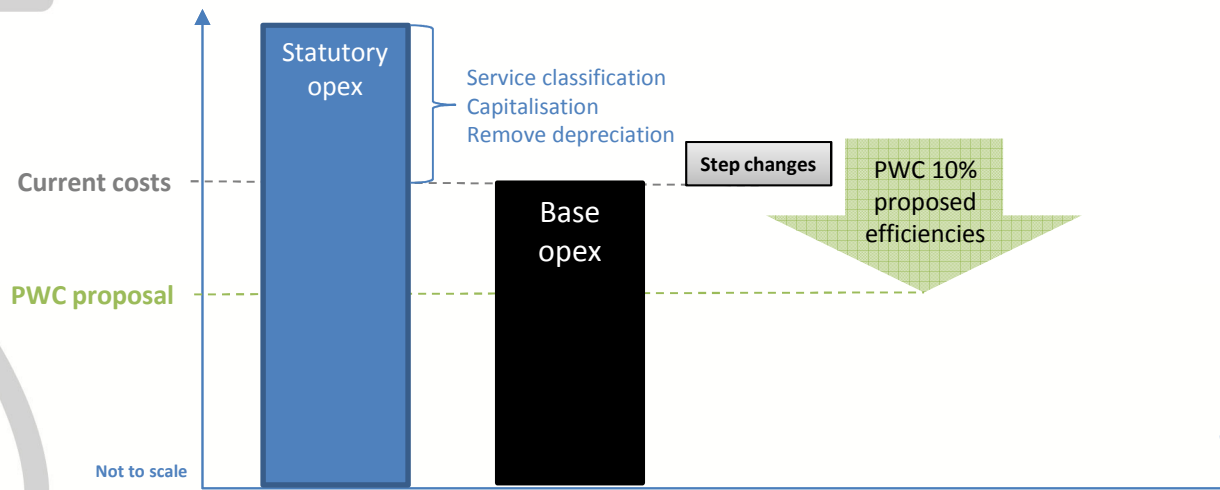 Statutory
opex
Service classification
Capitalisation
Remove depreciation
Step changes
PWC 10%
proposed
efficiencies
Current costs
Base
opex
PWC proposal
Not to scale